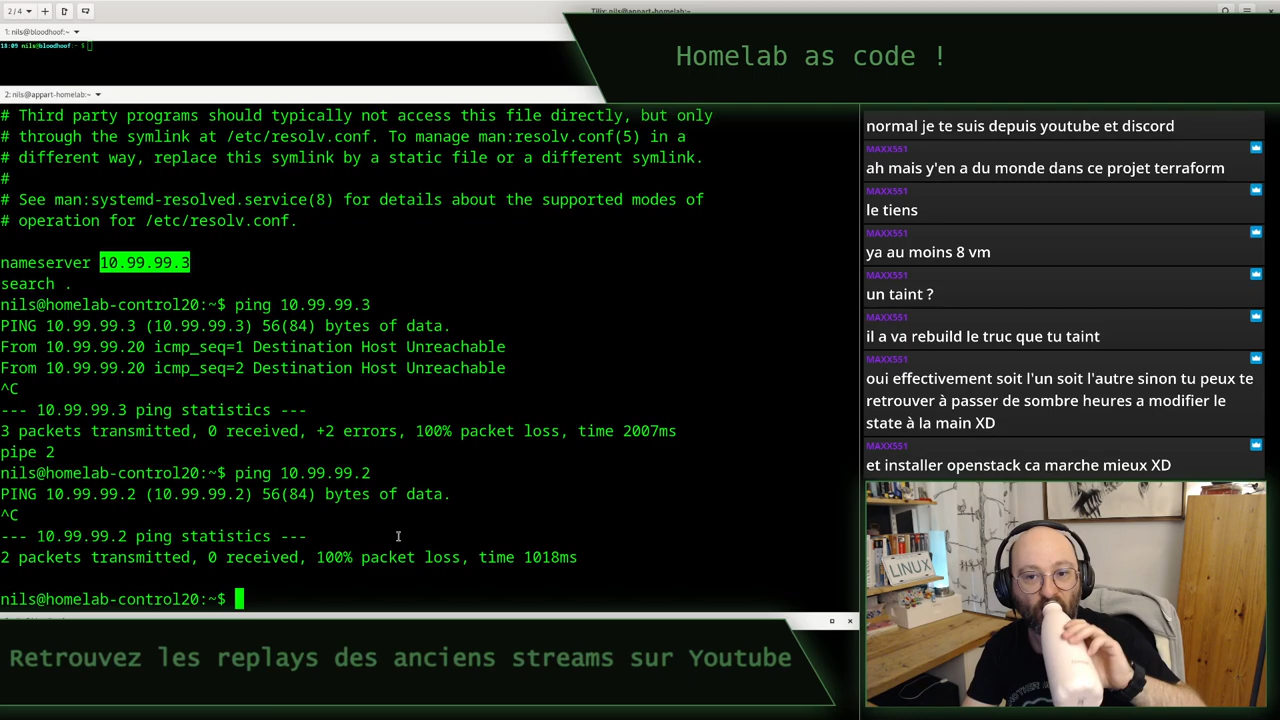 2 / 4
Tilix: nils@appart-homelab:~
1: nils@bloodhoof:~
18:09 nils@bloodhoof:~ $
Homelab as code !
2: nils@appart-homelab:~
# Third party programs should typically not access this file directly, but only
# through the symlink at /etc/resolv.conf. To manage man:resolv.conf(5) in a
# different way, replace this symlink by a static file or a different symlink.
#
# See man:systemd-resolved.service(8) for details about the supported modes of
# operation for /etc/resolv.conf.
nameserver 10.99.99.3
search .
nils@homelab-control20:~$ ping 10.99.99.3
PING 10.99.99.3 (10.99.99.3) 56(84) bytes of data.
From 10.99.99.20 icmp_seq=1 Destination Host Unreachable
From 10.99.99.20 icmp_seq=2 Destination Host Unreachable
^C
--- 10.99.99.3 ping statistics ---
3 packets transmitted, 0 received, +2 errors, 100% packet loss, time 2007ms
pipe 2
nils@homelab-control20:~$ ping 10.99.99.2
PING 10.99.99.2 (10.99.99.2) 56(84) bytes of data.
^C
--- 10.99.99.2 ping statistics ---
2 packets transmitted, 0 received, 100% packet loss, time 1018ms
nils@homelab-control20:~$
normal je te suis depuis youtube et discord
MAXX551
ah mais y'en a du monde dans ce projet terraform
MAXX551
le tiens
MAXX551
ya au moins 8 vm
MAXX551
un taint ?
MAXX551
il a va rebuild le truc que tu taint
MAXX551
oui effectivement soit l'un soit l'autre sinon tu peux te
retrouver à passer de sombre heures a modifier le
state à la main XD
MAXX551
et installer openstack ca marche mieux XD
LINUX
Retrouvez les replays des anciens streams sur Youtube